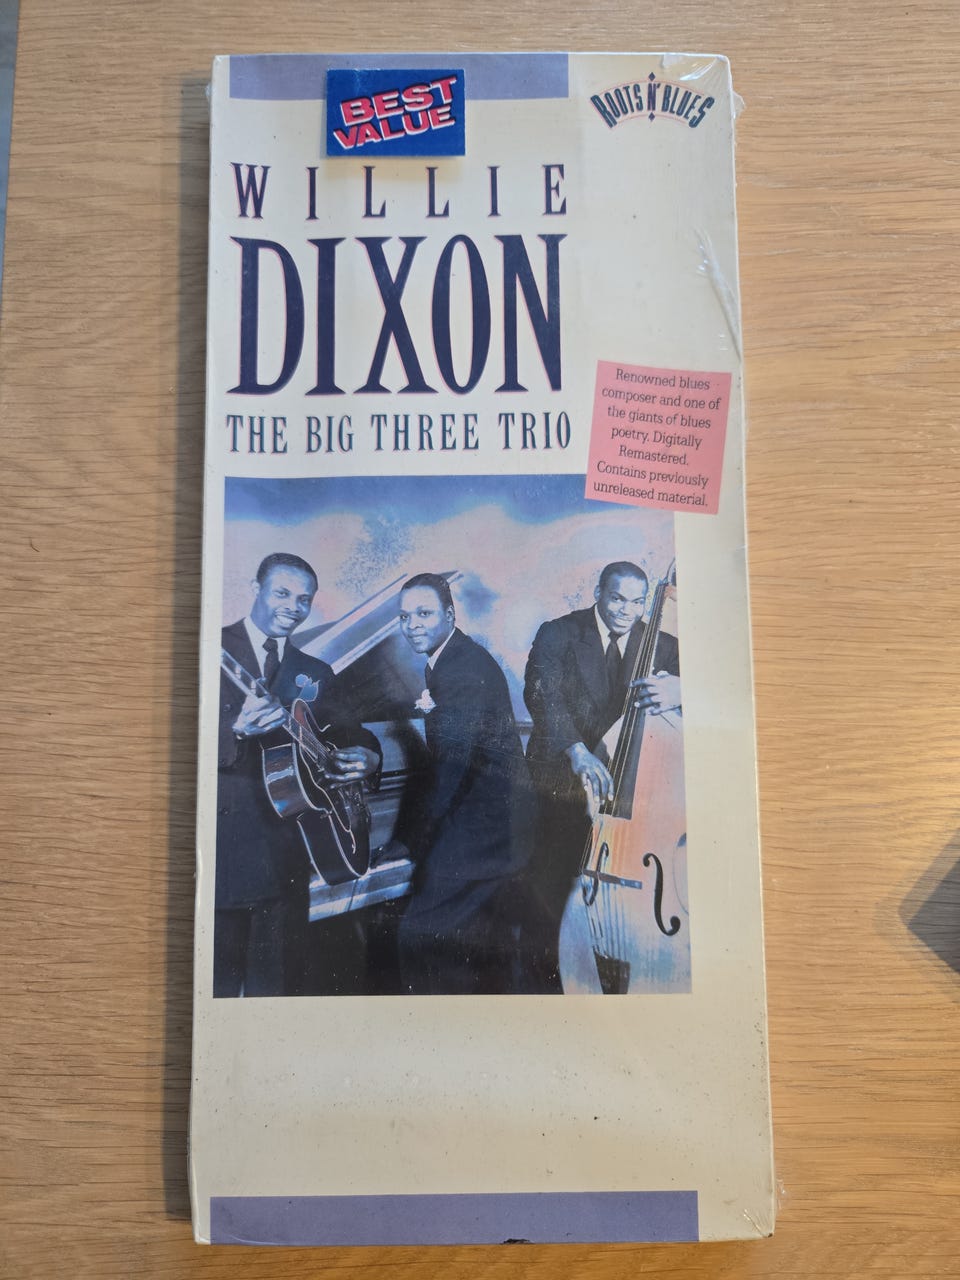 BEST
VALUE
ROOTS N' BLUES
WILLIE
DIXON
THE BIG THREE TRIO
Renowned blues
composer and one of
the giants of blues
poetry. Digitally
Remastered.
Contains previously
unreleased material.